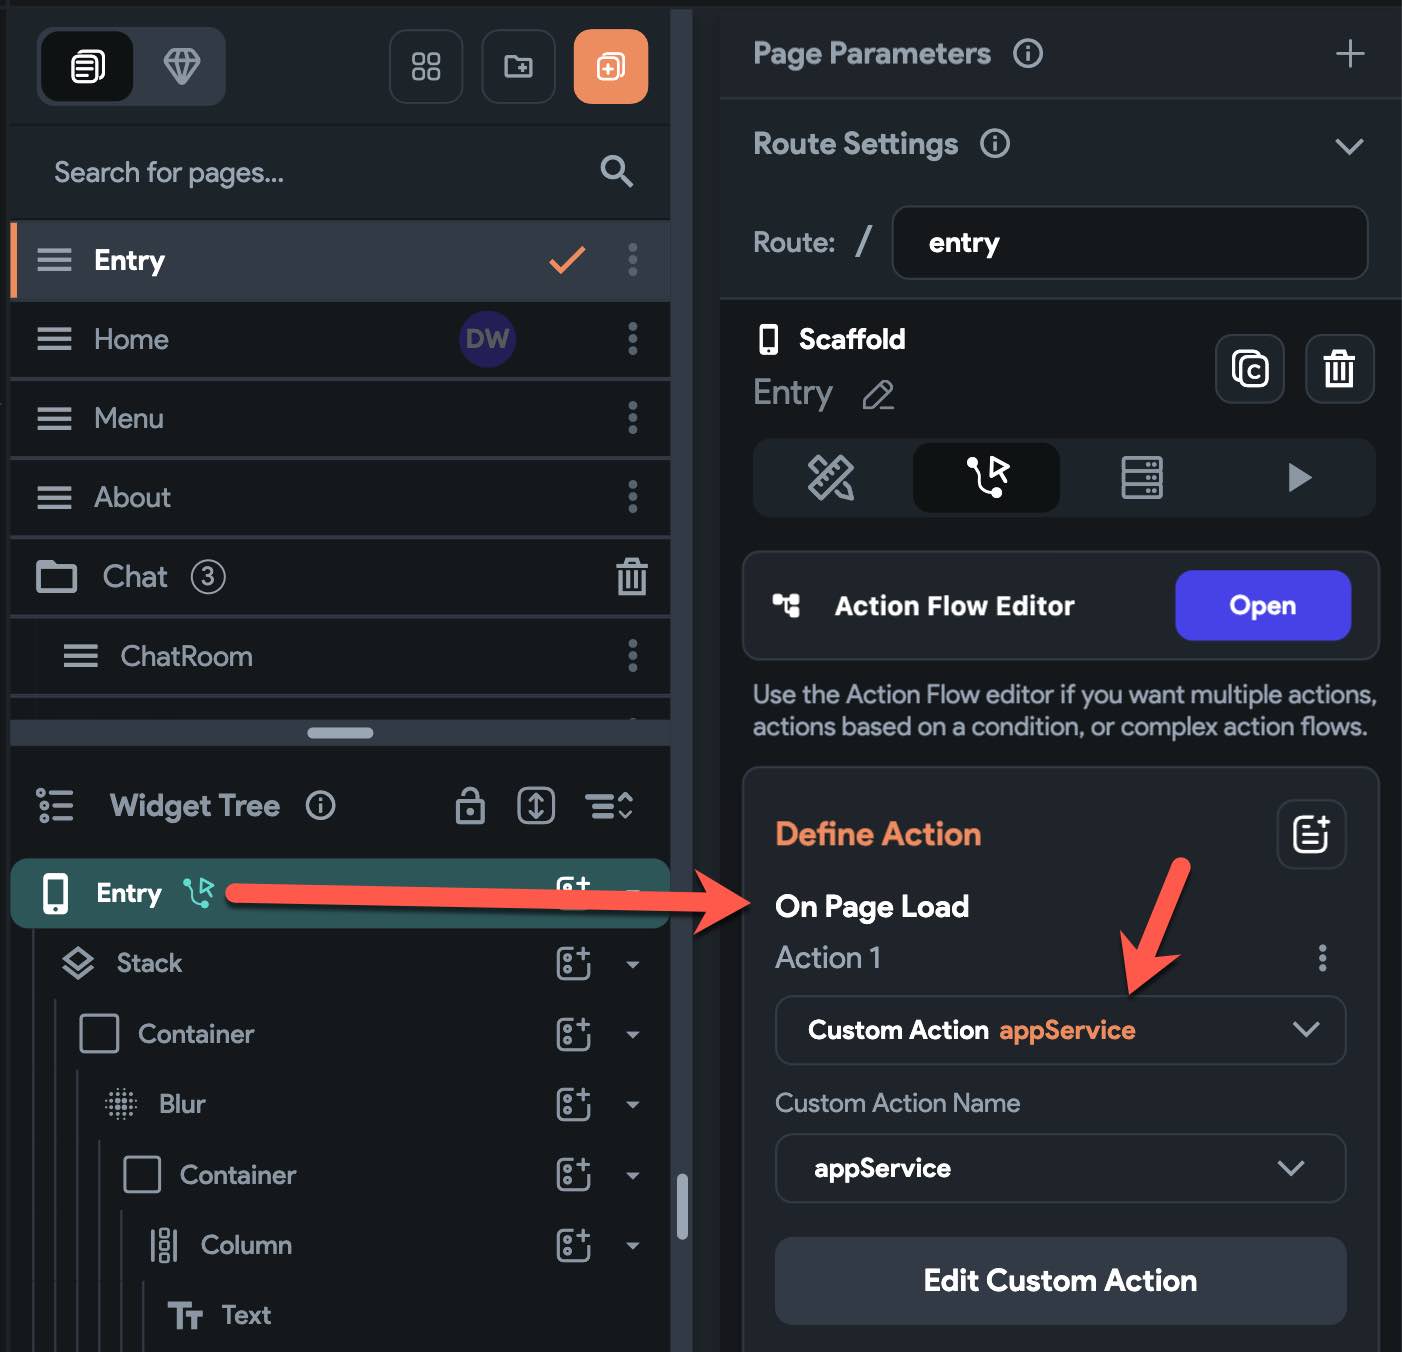 Search for pages...
Entry
Home
DW
Menu
About
Chat 3
ChatRoom
Widget Tree
Entry
Stack
Container
Blur
Container
Column
Text
Page Parameters
Route Settings
Route: / entry
Scaffold
Entry
Action Flow Editor
Open
Use the Action Flow editor if you want multiple actions,
actions based on a condition, or complex action flows.
Define Action
On Page Load
Action 1
Custom Action appService
Custom Action Name
appService
Edit Custom Action